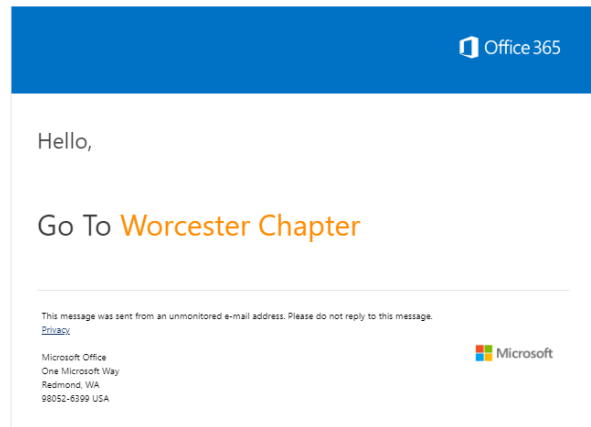 Office 365
Hello,
Go To Worcester Chapter
This message was sent from an unmonitored e-mail address. Please do not reply to this message.
Privacy
Microsoft Office
One Microsoft Way
Redmond, WA
98052-6399 USA
Microsoft